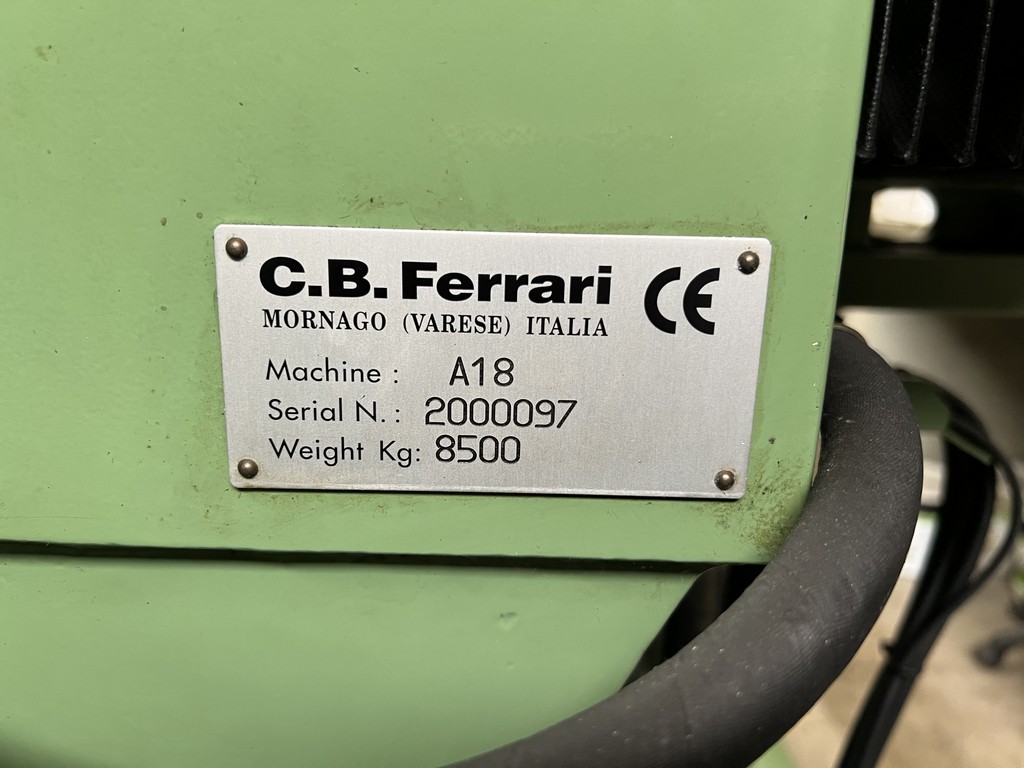 C.B. Ferrari CE
MORNAGO (VARESE) ITALIA
Machine : A18
Serial N. : 2000097
Weight Kg: 8500